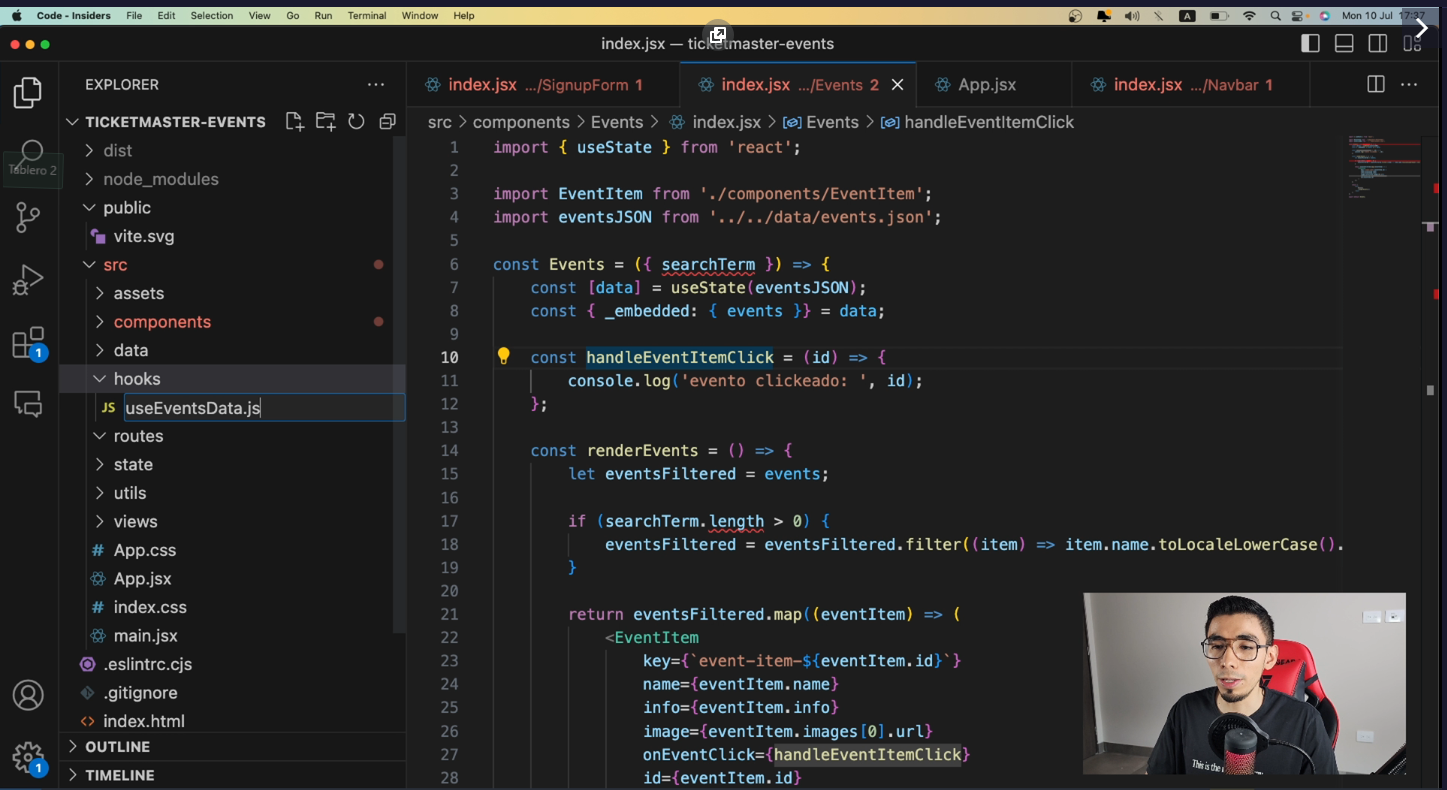 Code - Insiders File Edit Selection View Go Run Terminal Window Help A Mon 10 Jul 17:37
index.jsx — ticketmaster-events
EXPLORER
index.jsx .../SignupForm 1
index.jsx .../Events 2
App.jsx
index.jsx .../Navbar 1
TICKETMASTER-EVENTS
src > components > Events > index.jsx > Events > handleEventItemClick
dist
Tablero 2
node_modules
public
vite.svg
src
assets
components
data
1
hooks
JS useEventsData.js
routes
state
utils
views
# App.css
App.jsx
# index.css
main.jsx
.eslintrc.cjs
.gitignore
index.html
OUTLINE
1
TIMELINE
1 import { useState } from 'react';
2
3 import EventItem from './components/EventItem';
4 import eventsJSON from '../../data/events.json';
5
6 const Events = ({ searchTerm }) => {
7 const [data] = useState(eventsJSON);
8 const { _embedded: { events }} = data;
9
10 const handleEventItemClick = (id) => {
11 console.log('evento clickeado: ', id);
12 };
13
14 const renderEvents = () => {
15 let eventsFiltered = events;
16
17 if (searchTerm.length > 0) {
18 eventsFiltered = eventsFiltered.filter((item) => item.name.toLocaleLowerCase().
19 }
20
21 return eventsFiltered.map((eventItem) => (
22 <EventItem
23 key={`event-item-${eventItem.id}`}
24 name={eventItem.name}
25 info={eventItem.info}
26 image={eventItem.images[0].url}
27 onEventClick={handleEventItemClick}
28 id={eventItem.id}
This is the